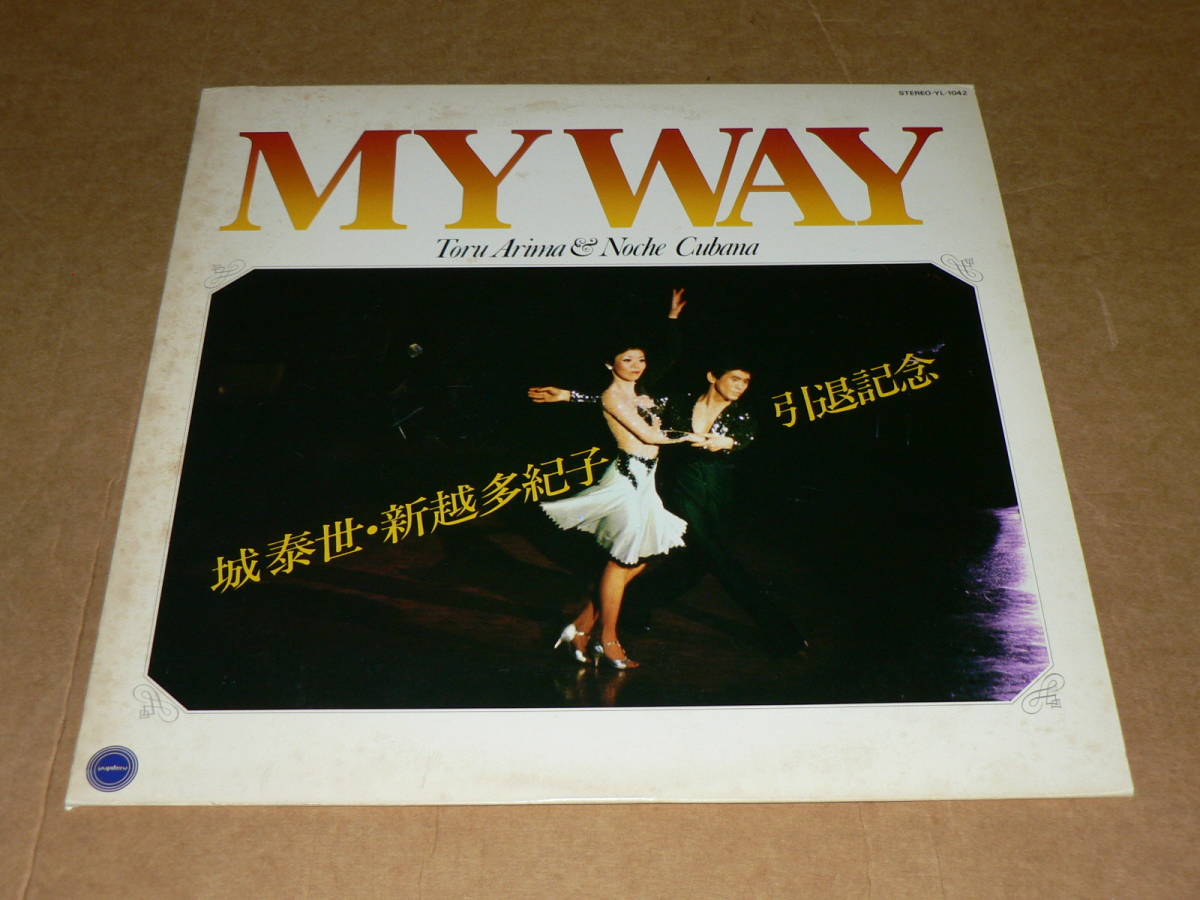 STEREO-YL-1042
MY WAY
Toru Arima & Noche Cubana
引退記念
城 泰世・新越多紀子